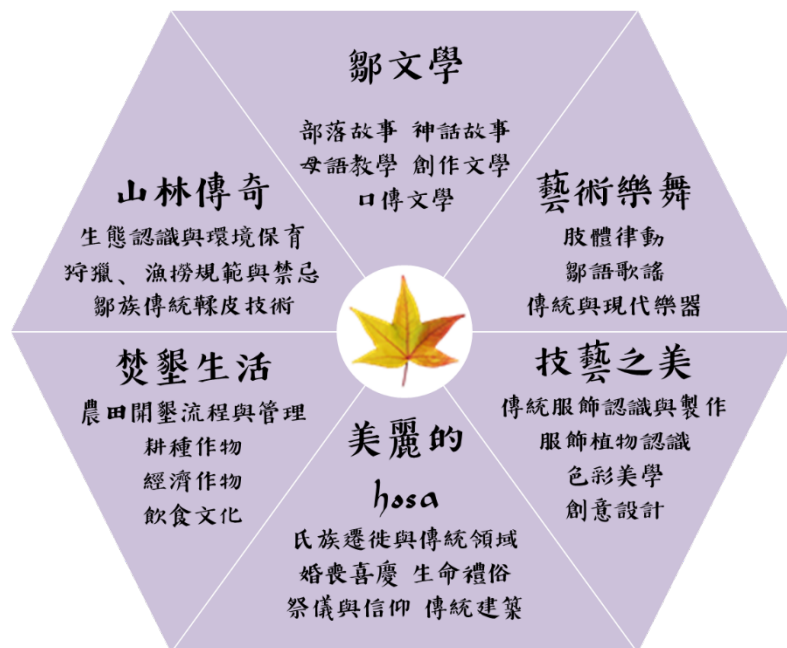 鄒文學
部落故事 神話故事
母語教學 創作文學
口傳文學
藝術樂舞
肢體律動
鄒語歌謠
傳統與現代樂器
技藝之美
傳統服飾認識與製作
服飾植物認識
色彩美學
創意設計
美麗的
hosa
氏族遷徙與傳統領域
婚喪喜慶 生命禮俗
祭儀與信仰 傳統建築
焚墾生活
農田開墾流程與管理
耕種作物
經濟作物
飲食文化
山林傳奇
生態認識與環境保育
狩獵、漁撈規範與禁忌
鄒族傳統鞣皮技術